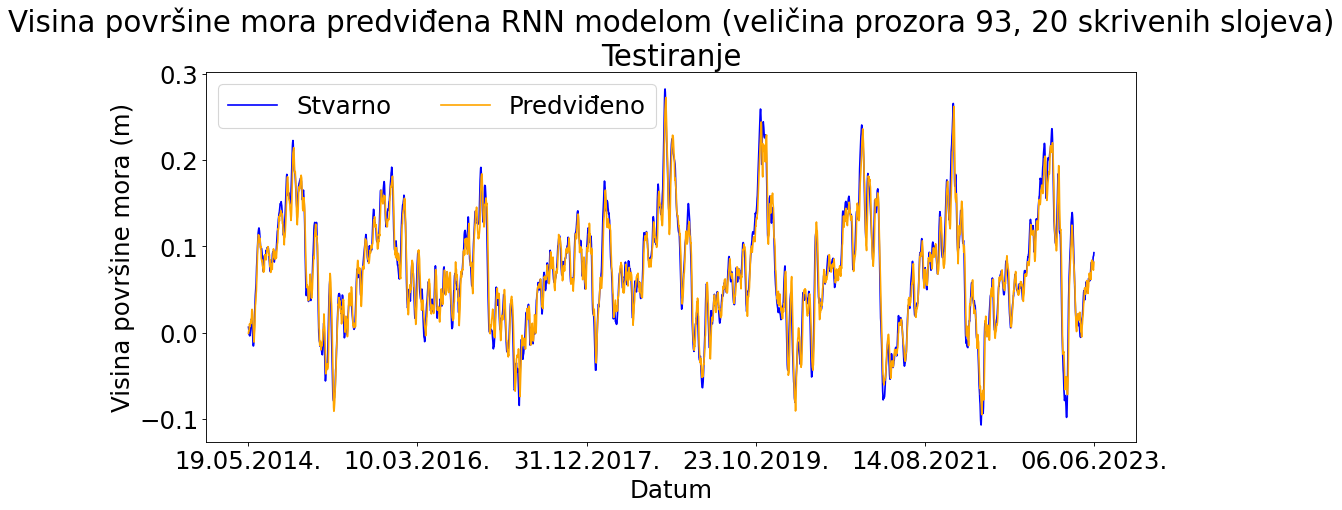 Visina površine mora predviđena RNN modelom (veličina prozora 93, 20 skrivenih slojeva)
Testiranje
Stvarno
Predviđeno
Visina površine mora (m)
0.3
0.2
0.1
0.0
−0.1
19.05.2014.
10.03.2016.
31.12.2017.
23.10.2019.
14.08.2021.
06.06.2023.
Datum